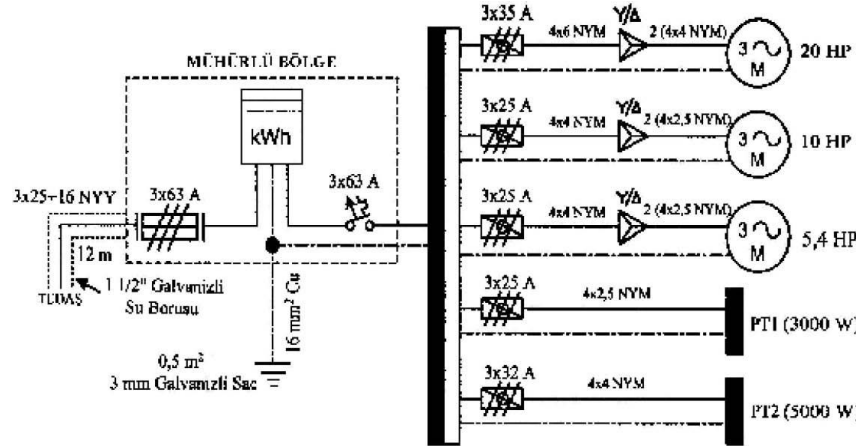 3x35 A
4x6 NYM
Y/Δ
2 (4x4 NYM)
3
M
20 HP
MÜHÜRLÜ BÖLGE
kWh
3x25 A
4x4 NYM
Y/Δ
2 (4x2,5 NYM)
3
M
10 HP
3x25+16 NYY
3x63 A
3x63 A
3x25 A
4x4 NYM
Y/Δ
2 (4x2,5 NYM)
3
M
5,4 HP
12 m
TEDAŞ
1 1/2" Galvanizli
Su Borusu
16 mm² Cu
0,5 m²
3 mm Galvanizli Sac
3x25 A
4x2,5 NYM
PT1 (3000 W)
3x32 A
4x4 NYM
PT2 (5000 W)